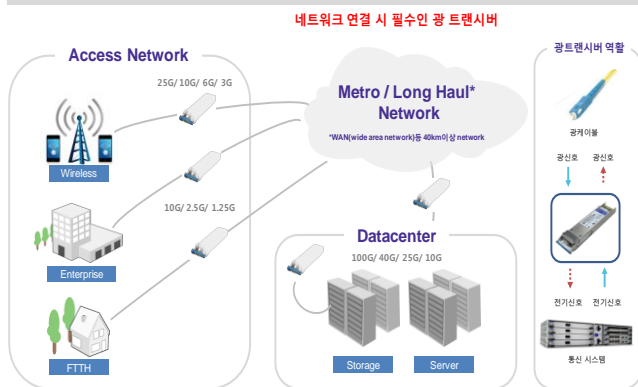 네트워크 연결 시 필수인 광 트랜시버
Access Network
25G/ 10G/ 6G/ 3G
Wireless
10G/ 2.5G/ 1.25G
Enterprise
FTTH
Metro / Long Haul*
Network
*WAN(wide area network)등 40km이상 network
Datacenter
100G/ 40G/ 25G/ 10G
Storage
Server
광트랜시버 역활
광케이블
광신호
광신호
전기신호
전기신호
통신 시스템